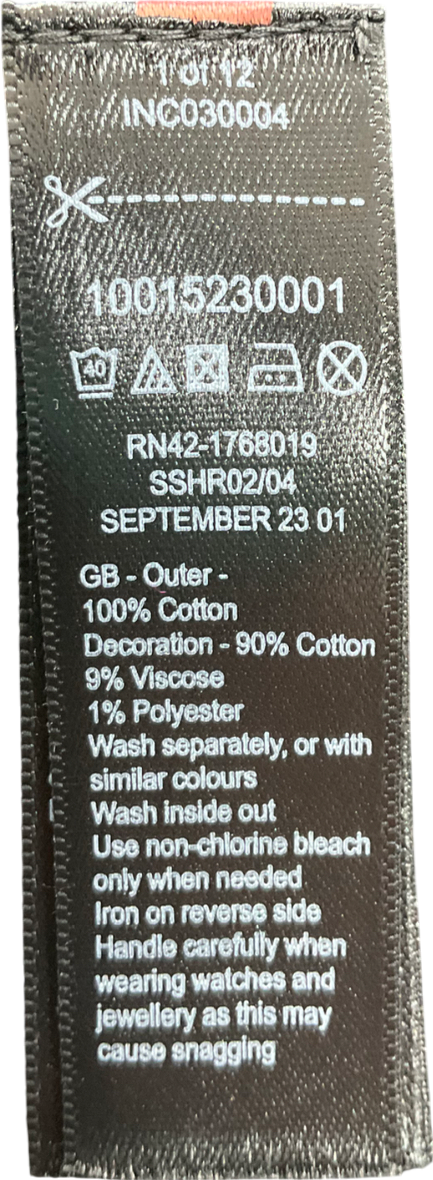 1 of 12
INC030004
10015230001
40
RN42-1768019
SSHR02/04
SEPTEMBER 23 01
GB - Outer -
100% Cotton
Decoration - 90% Cotton
9% Viscose
1% Polyester
Wash separately, or with
similar colours
Wash inside out
Use non-chlorine bleach
only when needed
Iron on reverse side
Handle carefully when
wearing watches and
jewellery as this may
cause snagging